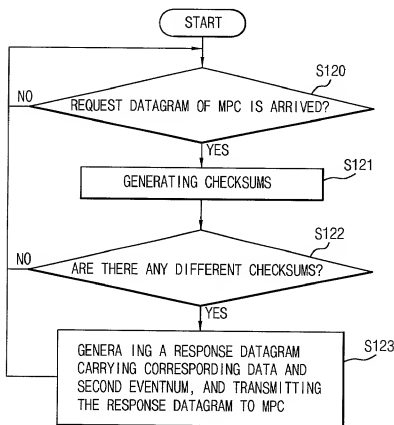 START
S120
NO
REQUEST DATAGRAM OF MPC IS ARRIVED?
YES
S121
GENERATING CHECKSUMS
S122
NO
ARE THERE ANY DIFFERENT CHECKSUMS?
YES
S123
GENERA ING A RESPONSE DATAGRAM
CARRYING CORRESPORDING DATA AND
SECOND EVENTNUM, AND TRANSMITTING
THE RESPONSE DATAGRAM TO MPC